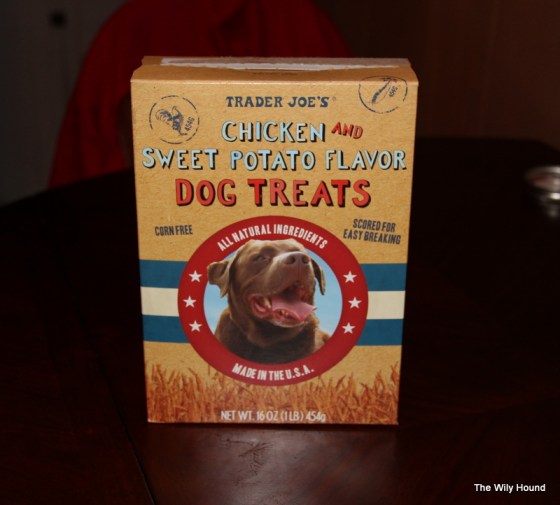 TRADER JOE'S®
CHICKEN AND
SWEET POTATO FLAVOR
DOG TREATS
CORN FREE
SCORED FOR
EASY BREAKING
ALL NATURAL INGREDIENTS
MADE IN THE U.S.A.
NET WT. 16 OZ (1 LB) 454g
The Wily Hound